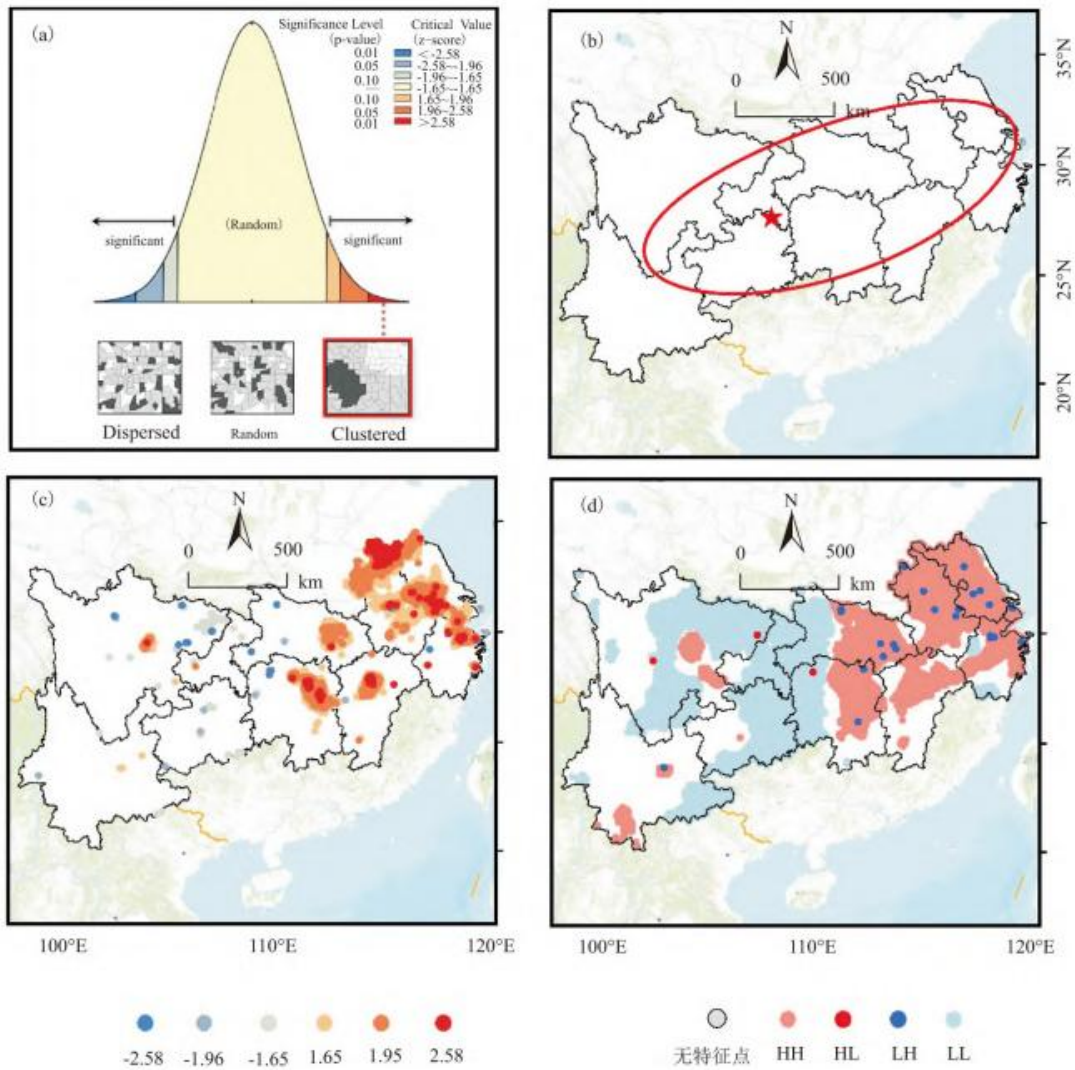 (a)
Significance Level Critical Value
(p-value) (z-score)
0.01 <-2.58
0.05 -2.58~-1.96
0.10 -1.96~-1.65
— -1.65~-1.65
0.10 1.65~1.96
0.05 1.96~2.58
0.01 >2.58
(Random)
significant significant
Dispersed Random Clustered
(b)
N
0 500
km
35°N
30°N
25°N
20°N
(c)
N
0 500
km
100°E 110°E 120°E
(d)
N
0 500
km
100°E 110°E 120°E
-2.58 -1.96 -1.65 1.65 1.95 2.58
无特征点 HH HL LH LL